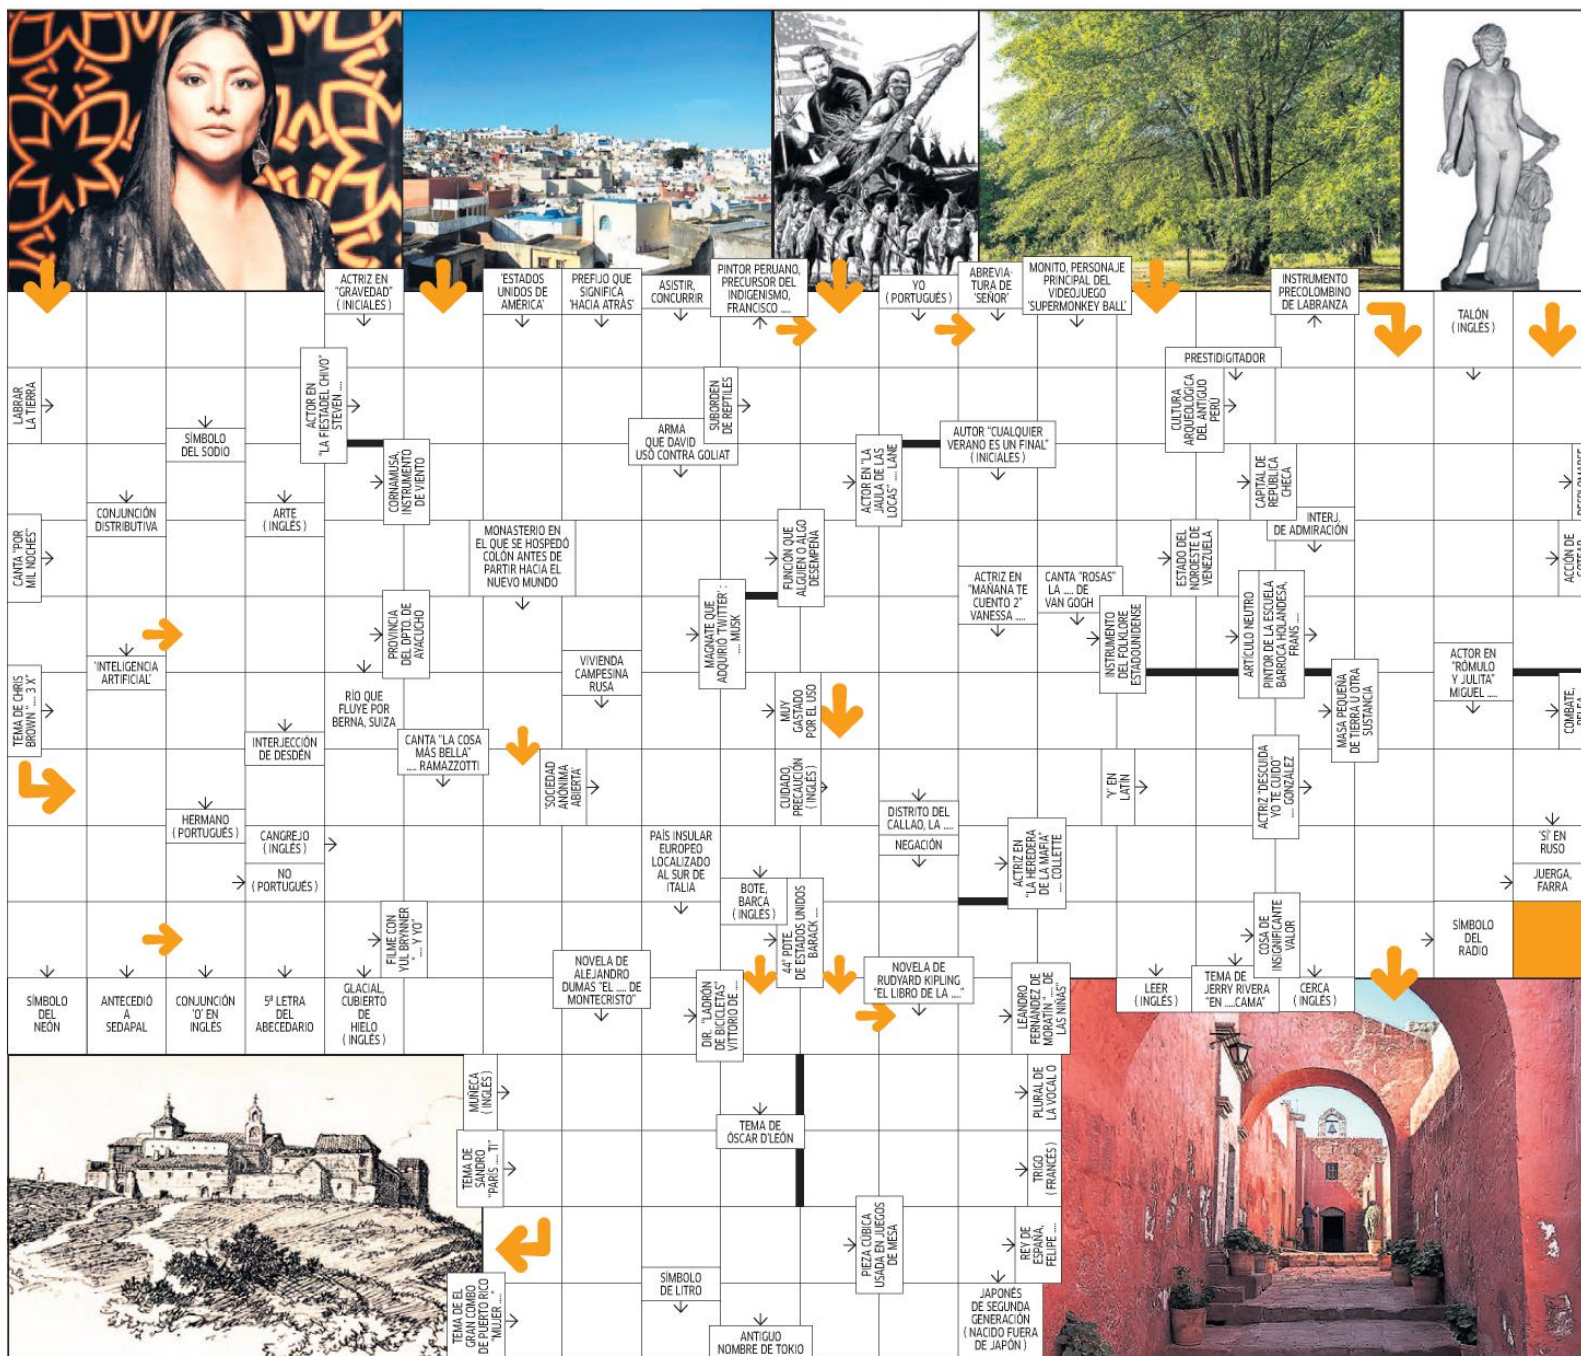 ACTRIZ EN
"GRAVEDAD"
(INICIALES)
'ESTADOS
UNIDOS DE
AMÉRICA'
PREFIJO QUE
SIGNIFICA
'HACIA ATRÁS'
ASISTIR,
CONCURRIR
PINTOR PERUANO,
PRECURSOR DEL
INDIGENISMO,
FRANCISCO .....
YO
(PORTUGUÉS)
ABREVIA-
TURA DE
'SEÑOR'
MONITO, PERSONAJE
PRINCIPAL DEL
VIDEOJUEGO
'SUPERMONKEY BALL'
INSTRUMENTO
PRECOLOMBINO
DE LABRANZA
TALÓN
(INGLÉS)
PRESTIDIGITADOR
LABRAR
LA TIERRA
ACTOR EN
"LA FIESTADEL CHIVO"
STEVEN ....
SUBORDEN
DE REPTILES
CULTURA
ARQUEOLÓGICA
DEL ANTIGUO
PERÚ
SÍMBOLO
DEL SODIO
ARMA
QUE DAVID
USÓ CONTRA GOLIAT
AUTOR "CUALQUIER
VERANO ES UN FINAL"
(INICIALES)
CORNAMUSA,
INSTRUMENTO
DE VIENTO
ACTOR EN "LA
JAULA DE LAS
LOCAS" .... LANE
CAPITAL DE
REPÚBLICA
CHECA
CONJUNCIÓN
DISTRIBUTIVA
ARTE
(INGLÉS)
INTERJ.
DE ADMIRACIÓN
CANTA "POR
MIL NOCHES"
MONASTERIO EN
EL QUE SE HOSPEDÓ
COLÓN ANTES DE
PARTIR HACIA EL
NUEVO MUNDO
FUNCIÓN QUE
ALGUIEN O ALGO
DESEMPEÑA
ESTADO DEL
NOROESTE DE
VENEZUELA
ACCIÓN DE
ACTRIZ EN
"MAÑANA TE
CUENTO 2"
VANESSA ....
CANTA "ROSAS"
LA ..... DE
VAN GOGH
PROVINCIA
DEL DPTO. DE
AYACUCHO
MAGNATE QUE
ADQUIRIÓ 'TWITTER':
.... MUSK
INSTRUMENTO
DEL FOLKLORE
ESTADOUNIDENSE
ARTÍCULO NEUTRO
PINTOR DE LA ESCUELA
BARROCA HOLANDESA,
FRANS ....
'INTELIGENCIA
ARTIFICIAL'
VIVIENDA
CAMPESINA
RUSA
ACTOR EN
"RÓMULO
Y JULITA"
MIGUEL .....
TEMA DE CHRIS
BROWN ".... 3 X"
RÍO QUE
FLUYE POR
BERNA, SUIZA
MUY
GASTADO
POR EL USO
MASA PEQUEÑA
DE TIERRA U OTRA
SUSTANCIA
COMBATE,
INTERJECCIÓN
DE DESDÉN
CANTA "LA COSA
MÁS BELLA"
.... RAMAZZOTTI
'SOCIEDAD
ANÓNIMA
ABIERTA'
CUIDADO,
PRECAUCIÓN
(INGLÉS)
'Y' EN
LATÍN
ACTRIZ "DESCUIDA
YO TE CUIDO"
.... GONZÁLEZ
HERMANO
(PORTUGUÉS)
DISTRITO DEL
CALLAO, LA .....
CANGREJO
(INGLÉS)
PAÍS INSULAR
EUROPEO
LOCALIZADO
AL SUR DE
ITALIA
NEGACIÓN
'SÍ' EN
RUSO
NO
(PORTUGUÉS)
BOTE,
BARCA
(INGLÉS)
ACTRIZ EN
"LA HEREDERA
DE LA MAFIA"
.... COLLETTE
JUERGA,
FARRA
FILME CON
YUL BRYNNER
".... Y YO"
44° PDTE.
DE ESTADOS UNIDOS
BARACK ....
COSA DE
INSIGNIFICANTE
VALOR
SÍMBOLO
DEL
RADIO
NOVELA DE
ALEJANDRO
DUMAS "EL .... DE
MONTECRISTO"
NOVELA DE
RUDYARD KIPLING
"EL LIBRO DE LA ...."
SÍMBOLO
DEL
NEÓN
ANTECEDIÓ
A
SEDAPAL
CONJUNCIÓN
'O' EN
INGLÉS
5ª LETRA
DEL
ABECEDARIO
GLACIAL,
CUBIERTO
DE
HIELO
(INGLÉS)
DIR. "LADRÓN
DE BICICLETAS"
VITTORIO DE ....
LEANDRO
FERNÁNDEZ DE
MORATÍN ".... DE
LAS NIÑAS"
LEER
(INGLÉS)
TEMA DE
JERRY RIVERA
"EN ....CAMA"
CERCA
(INGLÉS)
MUÑECA
(INGLÉS)
PLURAL DE
LA VOCAL O
TEMA DE
ÓSCAR D'LEÓN
TEMA DE
SANDRO
"PARÍS .... TI"
TRIGO
(FRANCÉS)
PIEZA CÚBICA
USADA EN JUEGOS
DE MESA
REY DE
ESPAÑA,
FELIPE ....
TEMA DE EL
GRAN COMBO
DE PUERTO RICO
"MUJER ...."
SÍMBOLO
DE LITRO
ANTIGUO
NOMBRE DE TOKIO
JAPONÉS
DE SEGUNDA
GENERACIÓN
(NACIDO FUERA
DE JAPÓN)